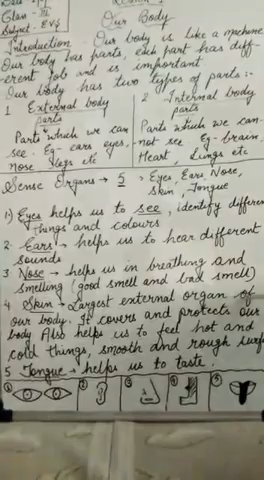 Class - III
Subject - EVS
Our Body
Introduction Our body is like a machine
Our body has parts, each part has diff-
erent job and is important
Our body has two types of parts :-
1 External body parts
Parts which we can see. Eg- ears eyes, Nose legs etc
2 Internal body parts
Parts which we can- not see. Eg- brain, Heart, Lungs etc
Sense Organs → 5 → Eyes, Ears, Nose,
Skin, Tongue
1) Eyes helps us to see, identify different
things and colours
2. Ears → helps us to hear different
sounds
3 Nose → helps us in breathing and
smelling (good smell and bad smell)
4 Skin → Largest external organ of
our body. It covers and protects our
body Also helps us to feel hot and
cold things, smooth and rough surf
5 Tongue → helps us to taste.